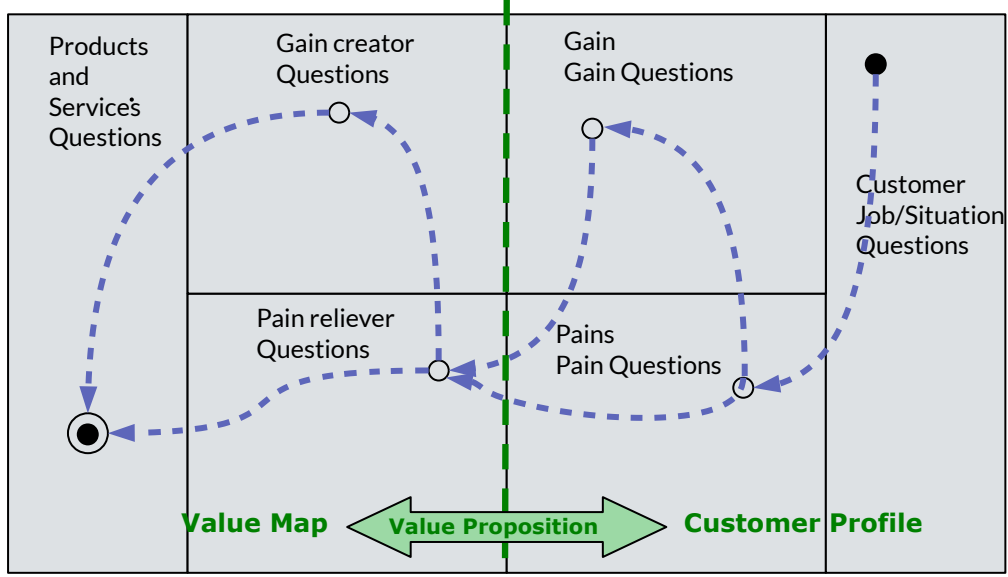 Products
and
Service's
Questions
Gain creator
Questions
Gain
Gain Questions
Customer
Job/Situation
Questions
Pain reliever
Questions
Pains
Pain Questions
Value Map
Value Proposition
Customer Profile